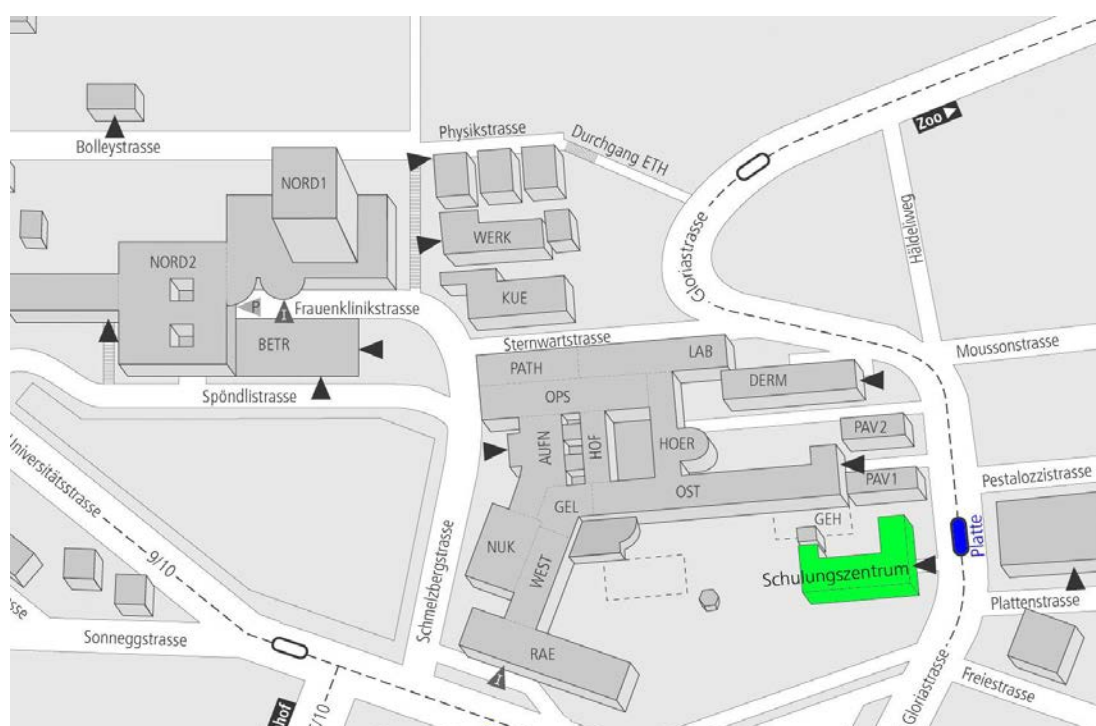 Bolleystrasse
Physikstrasse
Durchgang ETH
Zoo
NORD1
WERK
NORD2
KUE
P
I
Frauenklinikstrasse
BETR
Sternwartstrasse
Gloriastrasse
Häldeliweg
Moussonstrasse
PATH
LAB
OPS
DERM
Spöndlistrasse
AUFN
HOF
HOER
PAV2
Universitätsstrasse
9/10
Schmelzbergstrasse
GEL
OST
PAV1
Pestalozzistrasse
GEH
NUK
WEST
Platte
Schulungszentrum
Plattenstrasse
Sonneggstrasse
RAE
I
Gloriastrasse
Freiestrasse